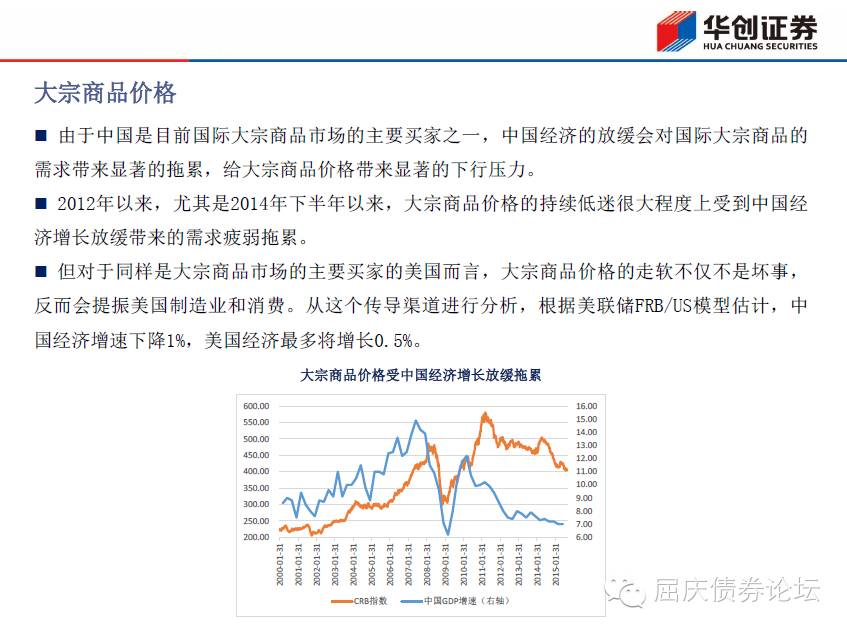 华创证券
HUA CHUANG SECURITIES
大宗商品价格
■ 由于中国是目前国际大宗商品市场的主要买家之一，中国经济的放缓会对国际大宗商品的
需求带来显著的拖累，给大宗商品价格带来显著的下行压力。
■ 2012年以来，尤其是2014年下半年以来，大宗商品价格的持续低迷很大程度上受到中国经
济增长放缓带来的需求疲弱拖累。
■ 但对于同样是大宗商品市场的主要买家的美国而言，大宗商品价格的走软不仅不是坏事，
反而会提振美国制造业和消费。从这个传导渠道进行分析，根据美联储FRB/US模型估计，中
国经济增速下降1%，美国经济最多将增长0.5%。
大宗商品价格受中国经济增长放缓拖累
600.00 16.00
550.00 15.00
500.00 14.00
450.00 13.00
400.00 12.00
350.00 11.00
300.00 10.00
250.00 9.00
200.00 8.00
7.00
6.00
2000-01-31 2001-01-31 2002-01-31 2003-01-31 2004-01-31 2005-01-31 2006-01-31 2007-01-31 2008-01-31 2009-01-31 2010-01-31 2011-01-31 2012-01-31 2013-01-31 2014-01-31 2015-01-31
CRB指数 中国GDP增速（右轴）
屈庆债券论坛